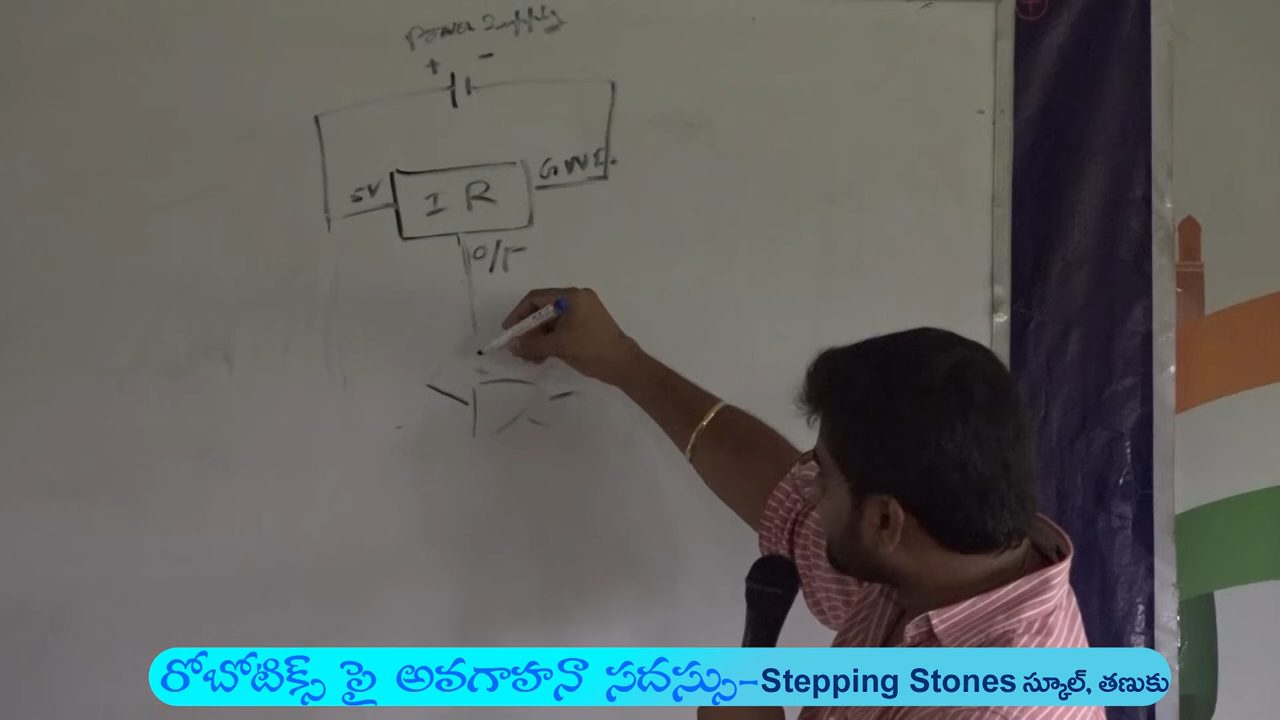 Power Supply
+ -
5V IR GND
O/P
రోబోటిక్స్ పై అవగాహనా సదస్సు-Stepping Stones స్కూల్, తణుకు